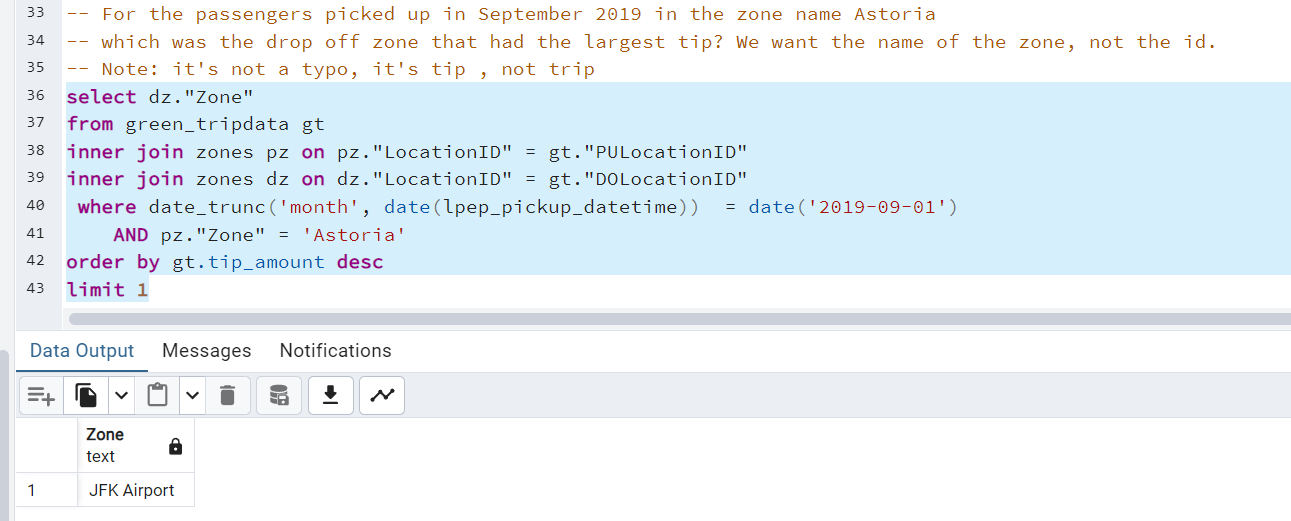 33 -- For the passengers picked up in September 2019 in the zone name Astoria
34 -- which was the drop off zone that had the largest tip? We want the name of the zone, not the id.
35 -- Note: it's not a typo, it's tip , not trip
36 select dz."Zone"
37 from green_tripdata gt
38 inner join zones pz on pz."LocationID" = gt."PULocationID"
39 inner join zones dz on dz."LocationID" = gt."DOLocationID"
40  where date_trunc('month', date(lpep_pickup_datetime))  = date('2019-09-01')
41     AND pz."Zone" = 'Astoria'
42 order by gt.tip_amount desc
43 limit 1
Data Output Messages Notifications
Zone
text
1 JFK Airport